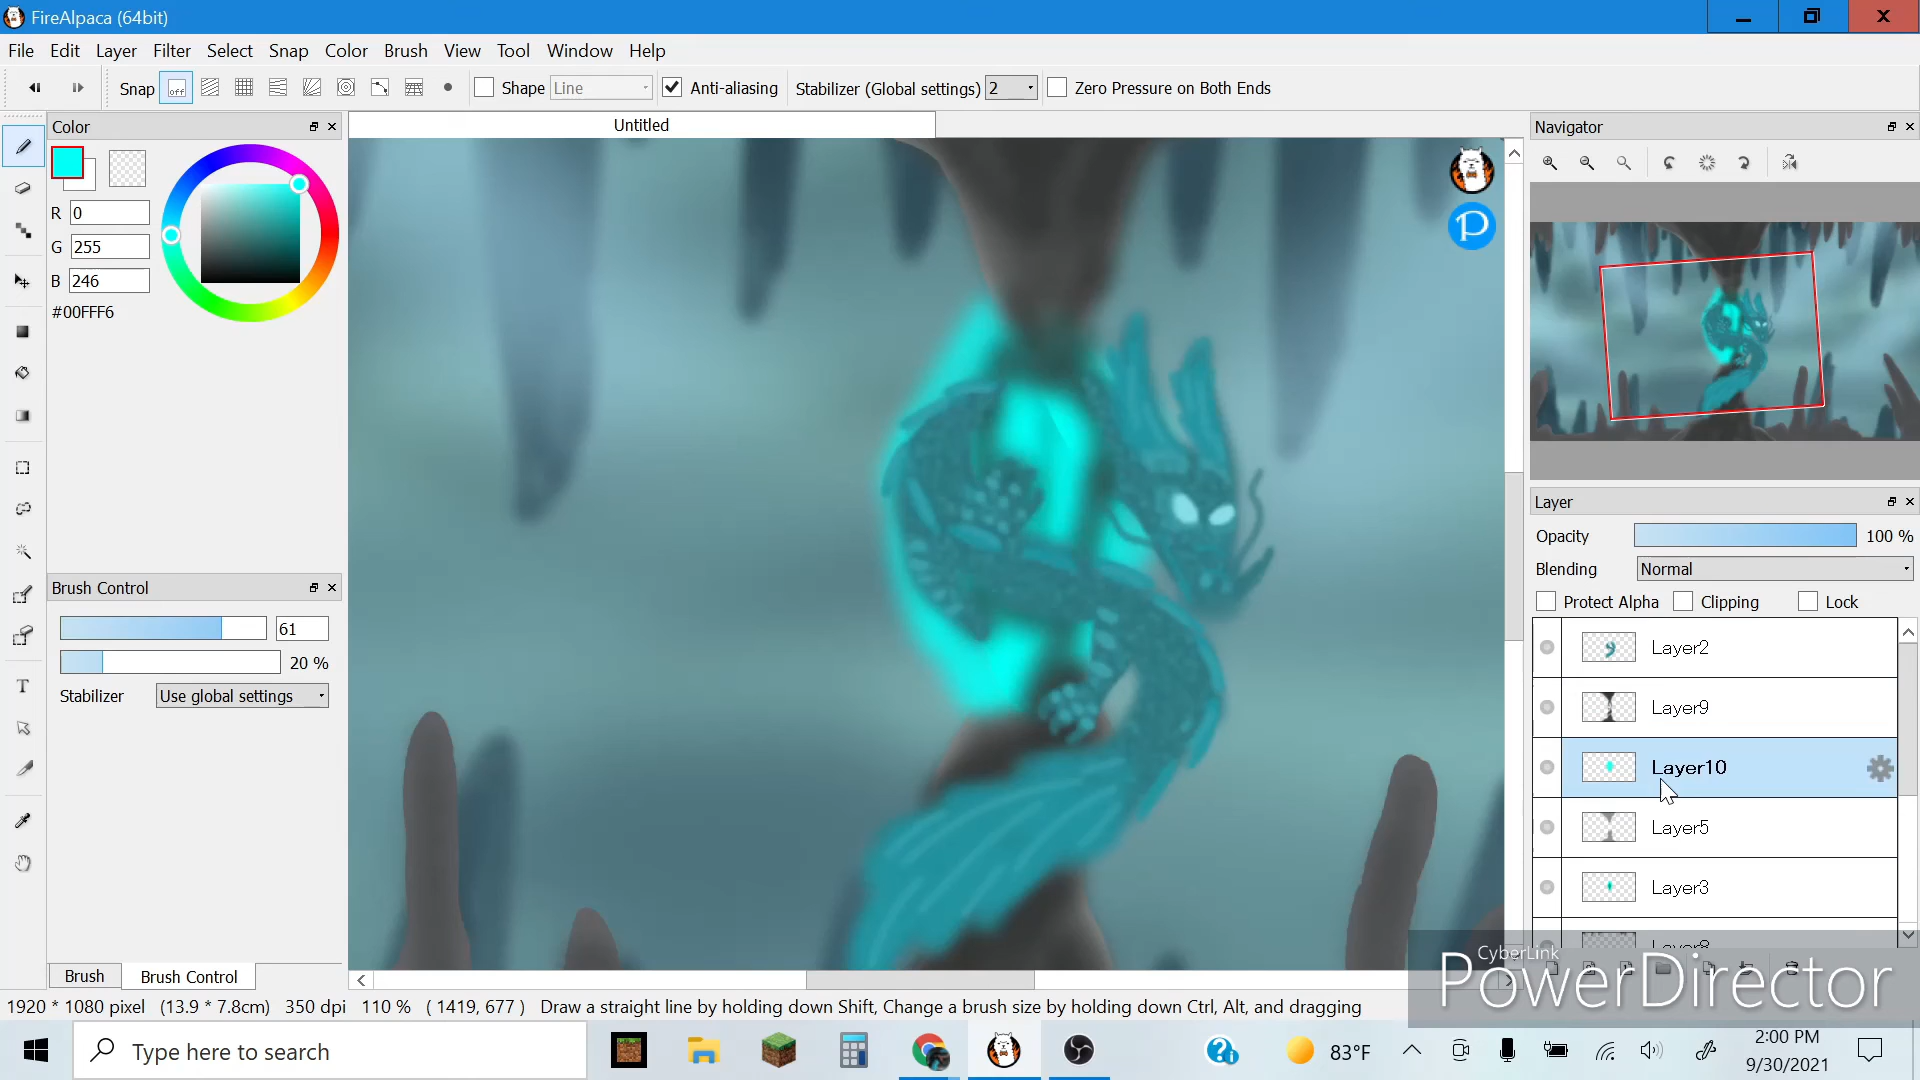 FireAlpaca (64bit)
File Edit Layer Filter Select Snap Color Brush View Tool Window Help
Snap off Shape Line Anti-aliasing Stabilizer (Global settings) 2 Zero Pressure on Both Ends
Color
Untitled
Navigator
R 0
G 255
B 246
#00FFF6
P
Layer
Opacity 100 %
Blending Normal
Protect Alpha Clipping Lock
Brush Control
61
20 %
Stabilizer Use global settings
Layer2
Layer9
Layer10
Layer5
Layer3
Layer8
CyberLink
PowerDirector
Brush Brush Control
1920 * 1080 pixel (13.9 * 7.8cm) 350 dpi 110 % ( 1419, 677 ) Draw a straight line by holding down Shift, Change a brush size by holding down Ctrl, Alt, and dragging
T
Type here to search
83°F
2:00 PM
9/30/2021